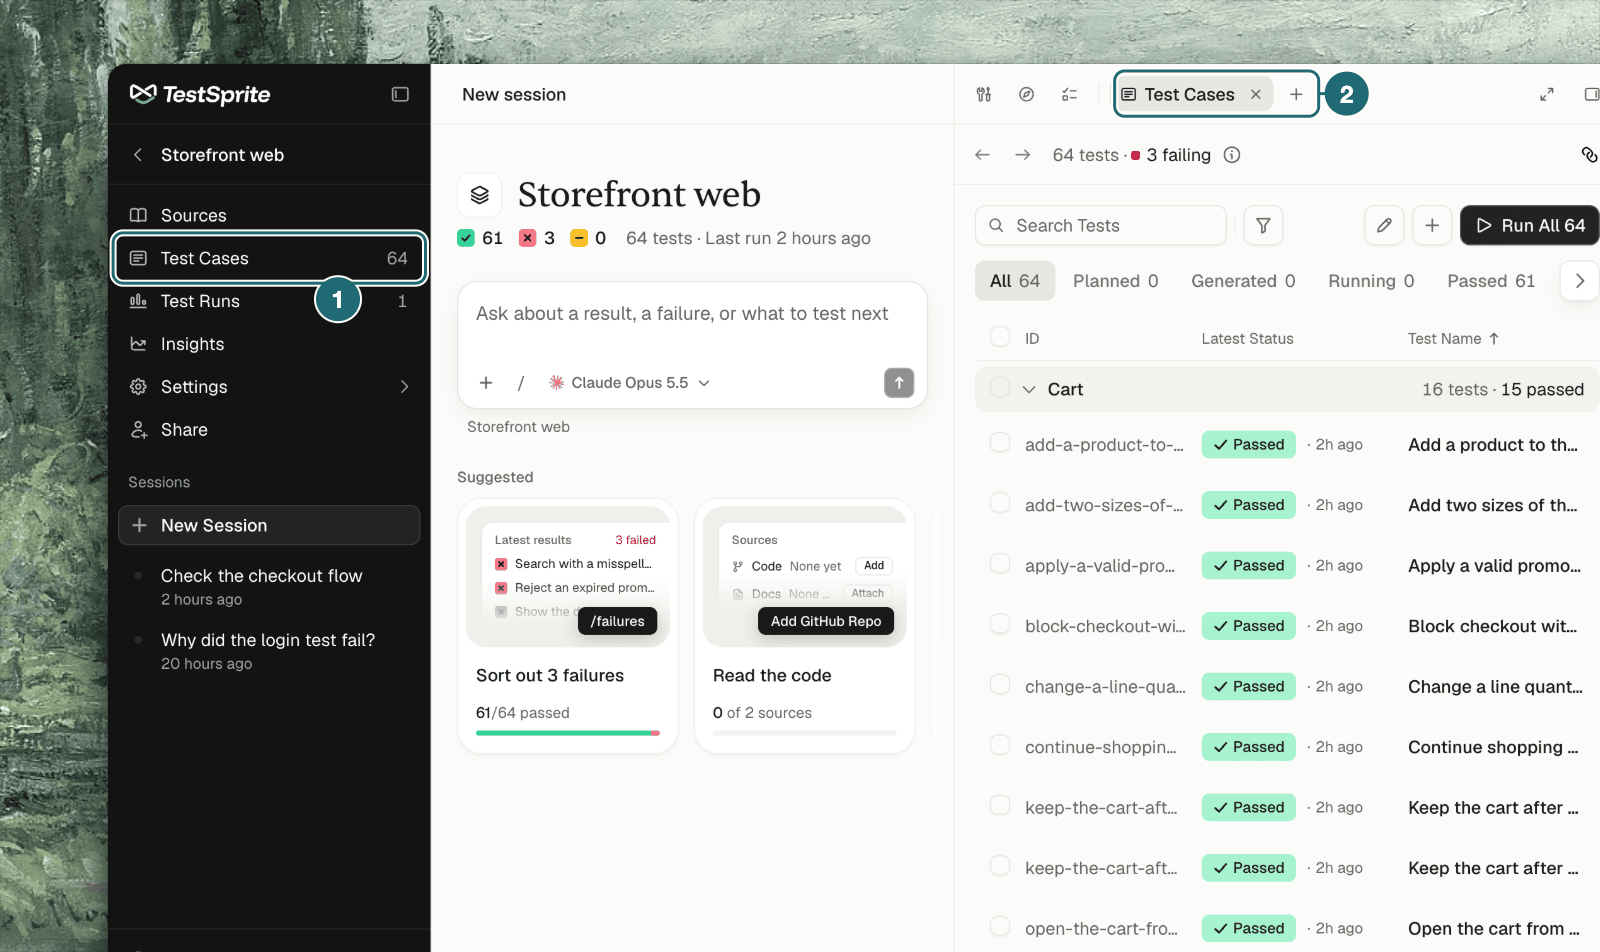 TestSprite
Storefront web
Sources
Test Cases 64
Test Runs 1
1
Insights
Settings
Share
Sessions
New Session
Check the checkout flow
2 hours ago
Why did the login test fail?
20 hours ago
New session
Storefront web
61 3 0 64 tests · Last run 2 hours ago
Ask about a result, a failure, or what to test next
/ Claude Opus 5.5
Storefront web
Suggested
Latest results 3 failed
Search with a misspell...
Reject an expired prom...
Show the
/failures
Sort out 3 failures
61/64 passed
Sources
Code None yet Add
Docs None ... Attach
Add GitHub Repo
Read the code
0 of 2 sources
Test Cases
2
64 tests · 3 failing
Search Tests
Run All 64
All 64 Planned 0 Generated 0 Running 0 Passed 61
ID Latest Status Test Name ↑
Cart 16 tests · 15 passed
add-a-product-to-... Passed · 2h ago Add a product to th...
add-two-sizes-of-... Passed · 2h ago Add two sizes of th...
apply-a-valid-pro... Passed · 2h ago Apply a valid promo...
block-checkout-wi... Passed · 2h ago Block checkout wit...
change-a-line-qua... Passed · 2h ago Change a line quant...
continue-shoppin... Passed · 2h ago Continue shopping ...
keep-the-cart-aft... Passed · 2h ago Keep the cart after ...
keep-the-cart-aft... Passed · 2h ago Keep the cart after ...
open-the-cart-fro... Passed · 2h ago Open the cart from ...